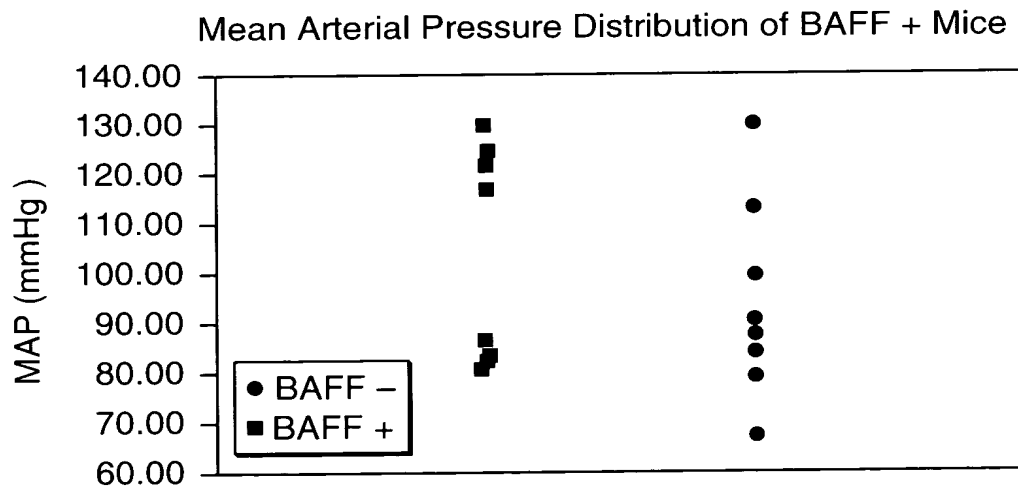 Mean Arterial Pressure Distribution of BAFF + Mice
140.00
130.00
120.00
110.00
100.00
90.00
80.00
70.00
60.00
MAP (mmHg)
BAFF –
BAFF +